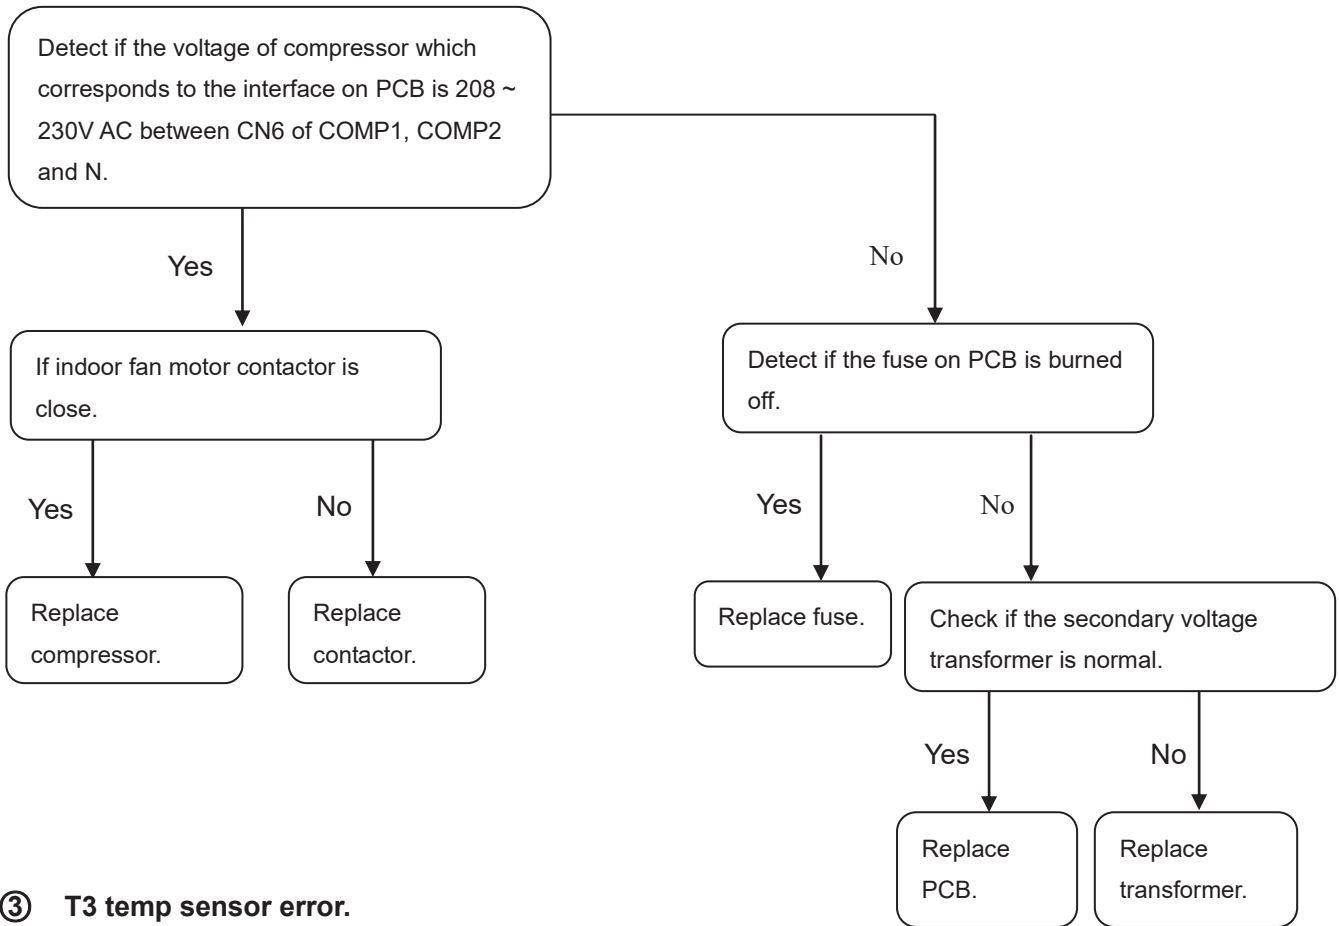 Detect if the voltage of compressor which
corresponds to the interface on PCB is 208 ~
230V AC between CN6 of COMP1, COMP2
and N.
Yes
No
If indoor fan motor contactor is
close.
Detect if the fuse on PCB is burned
off.
Yes
No
Yes
No
Replace
compressor.
Replace
contactor.
Replace fuse.
Check if the secondary voltage
transformer is normal.
Yes
No
Replace
PCB.
Replace
transformer.
③ T3 temp sensor error.